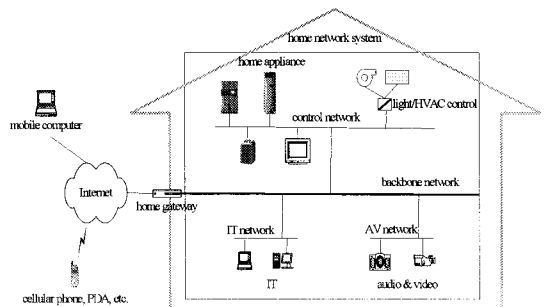 home network system
home appliance
light/HVAC control
control network
mobile computer
Internet
home gateway
backbone network
IT network
AV network
IT
audio & video
cellular phone, PDA, etc.